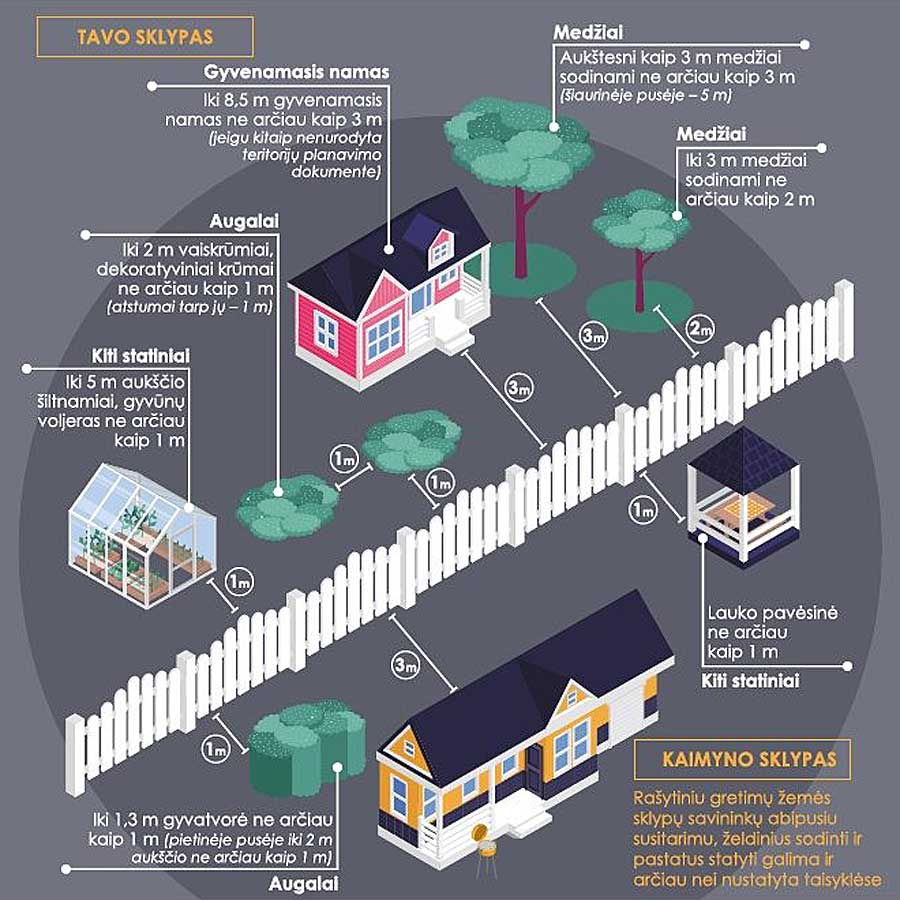 TAVO SKLYPAS
Gyvenamasis namas
Iki 8,5 m gyvenamasis
namas ne arčiau kaip 3 m
(jeigu kitaip nenurodyta
teritorijų planavimo
dokumente)
Medžiai
Aukštesni kaip 3 m medžiai
sodinami ne arčiau kaip 3 m
(šiaurinėje pusėje – 5 m)
Medžiai
Iki 3 m medžiai
sodinami ne
arčiau kaip 2 m
Augalai
Iki 2 m vaiskrūmiai,
dekoratyviniai krūmai
ne arčiau kaip 1 m
(atstumai tarp jų – 1 m)
Kiti statiniai
Iki 5 m aukščio
šiltnamiai, gyvūnų
voljeras ne arčiau
kaip 1 m
3m
2m
3m
1m
1m
1m
1m
3m
1m
Lauko pavėsinė
ne arčiau
kaip 1 m
Kiti statiniai
Iki 1,3 m gyvatvorė ne arčiau
kaip 1 m (pietinėje pusėje iki 2 m
aukščio ne arčiau kaip 1 m)
Augalai
KAIMYNO SKLYPAS
Rašytiniu gretimų žemės
sklypų savininkų abipusiu
susitarimu, želdinius sodinti ir
pastatus statyti galima ir
arčiau nei nustatyta taisyklėse